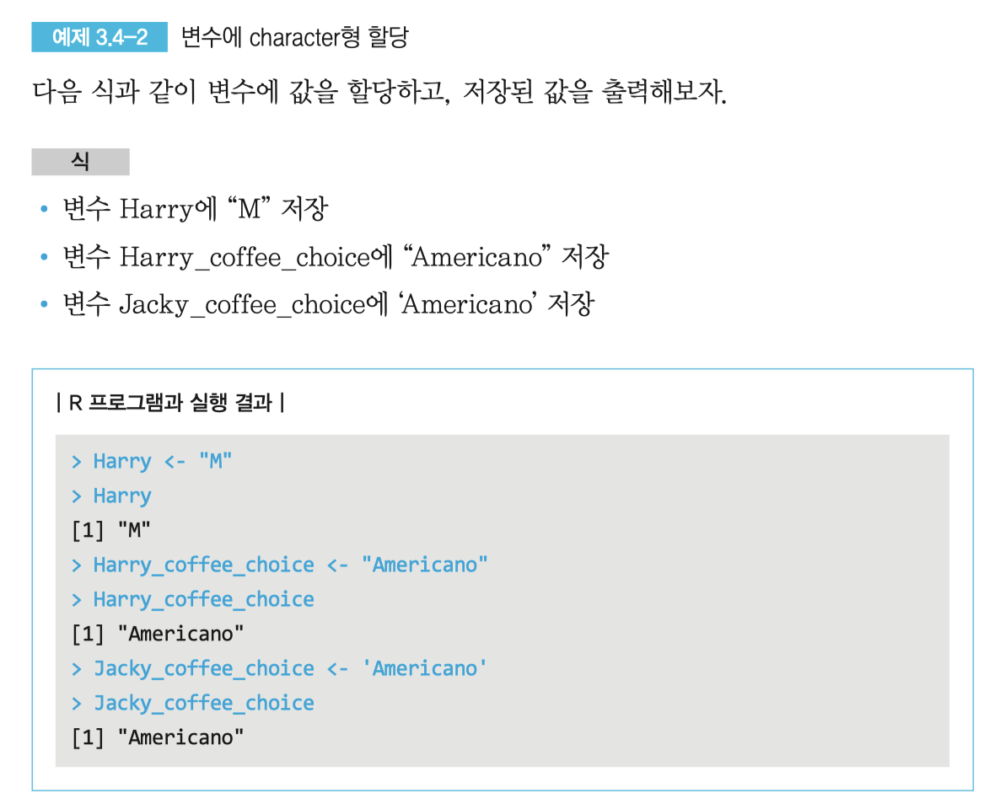 예제 3.4-2 변수에 character형 할당
다음 식과 같이 변수에 값을 할당하고, 저장된 값을 출력해보자.
식
• 변수 Harry에 “M” 저장
• 변수 Harry_coffee_choice에 “Americano” 저장
• 변수 Jacky_coffee_choice에 ‘Americano’ 저장
| R 프로그램과 실행 결과 |
> Harry <- "M"
> Harry
[1] "M"
> Harry_coffee_choice <- "Americano"
> Harry_coffee_choice
[1] "Americano"
> Jacky_coffee_choice <- 'Americano'
> Jacky_coffee_choice
[1] "Americano"